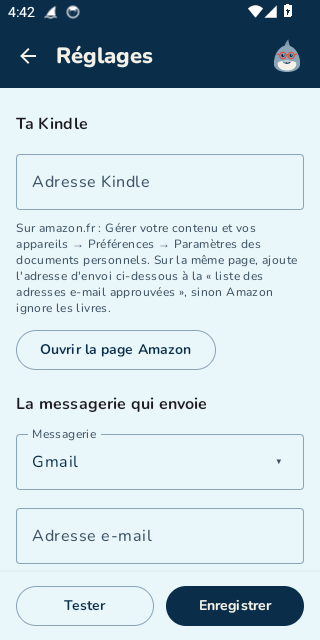 4:42
Réglages
Ta Kindle
Adresse Kindle
Sur amazon.fr : Gérer votre contenu et vos
appareils → Préférences → Paramètres des
documents personnels. Sur la même page, ajoute
l'adresse d'envoi ci-dessous à la « liste des
adresses e-mail approuvées », sinon Amazon
ignore les livres.
Ouvrir la page Amazon
La messagerie qui envoie
Messagerie
Gmail
Adresse e-mail
Tester
Enregistrer